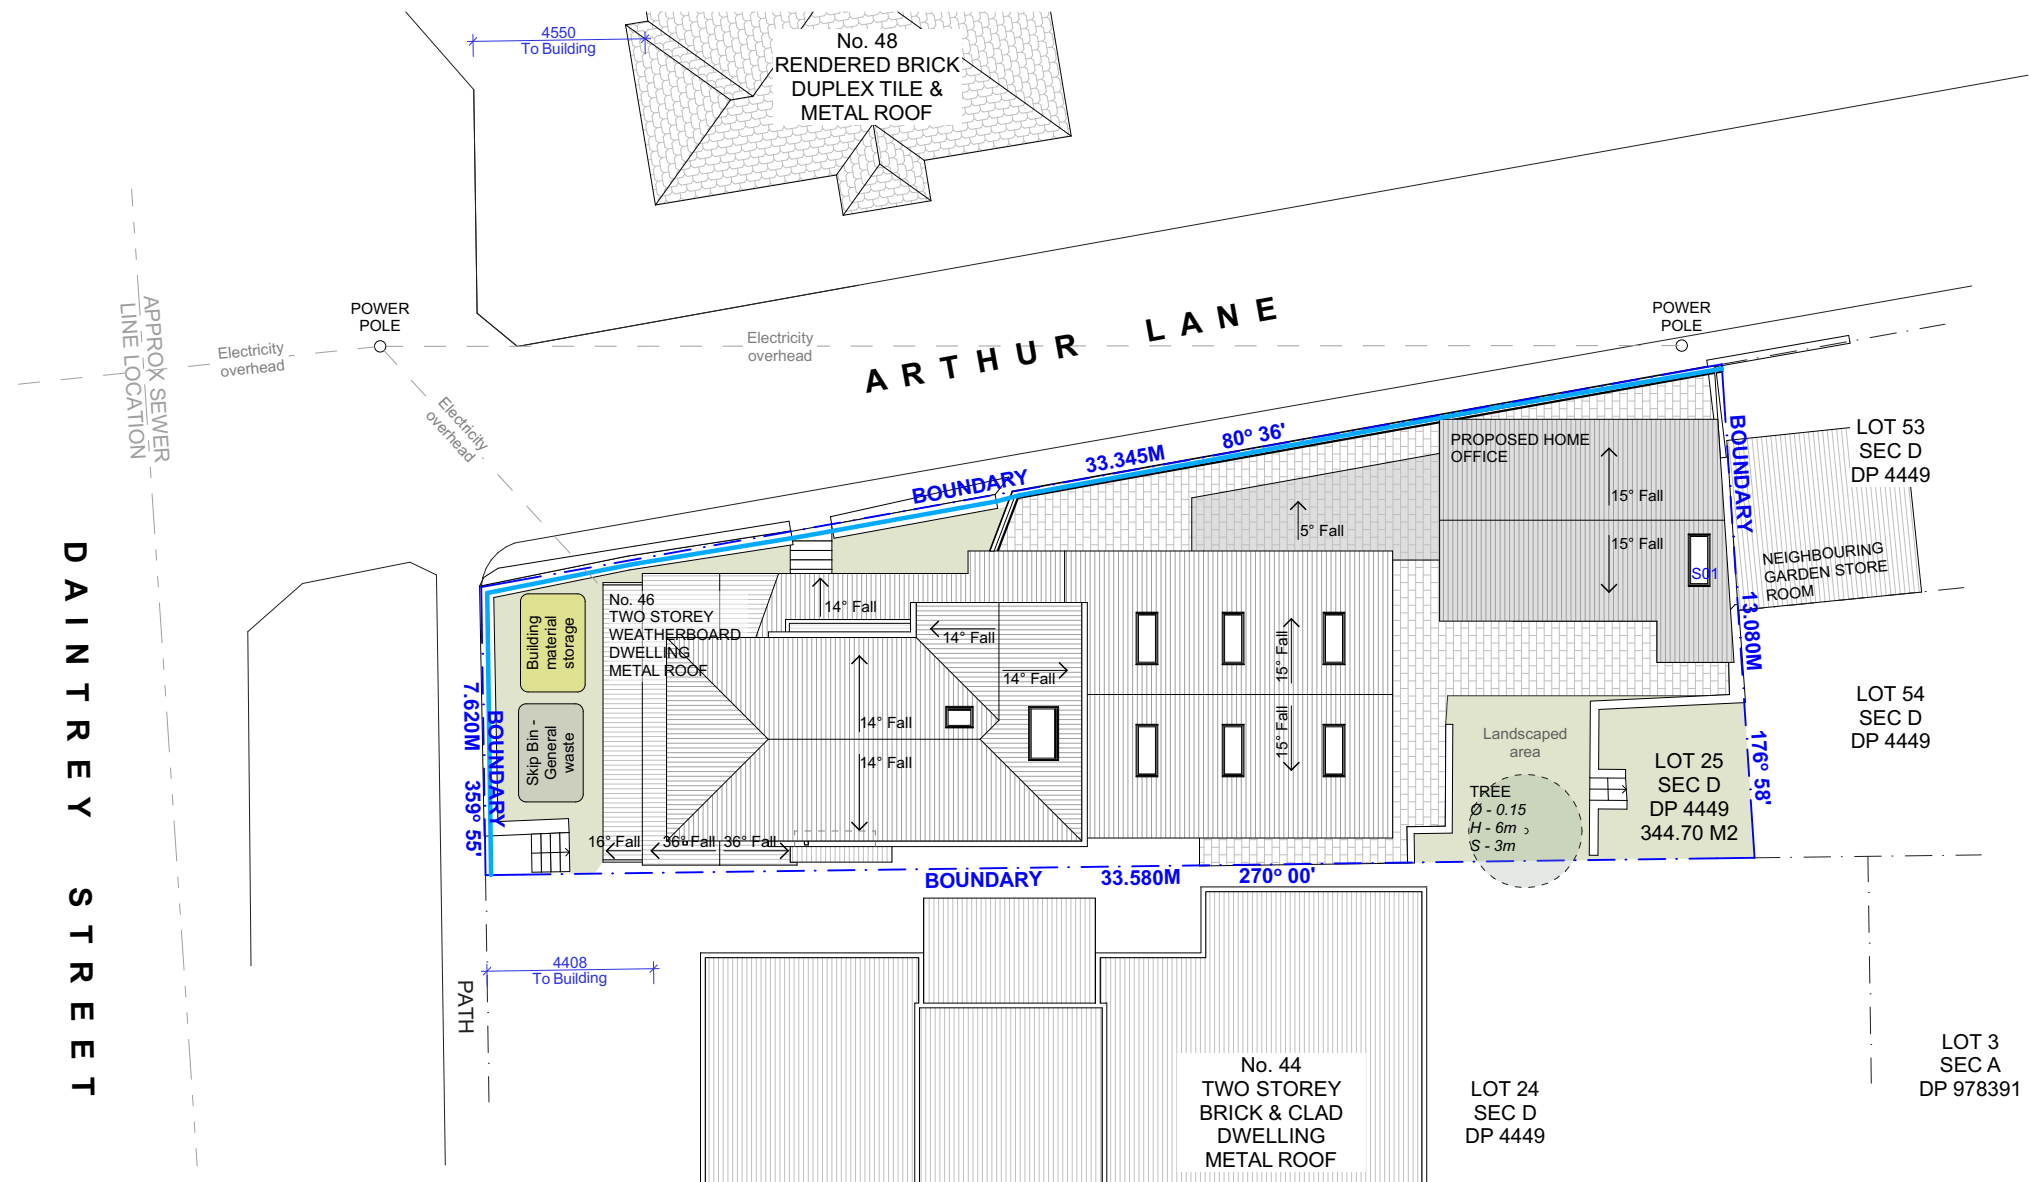 4550
To Building
No. 48
RENDERED BRICK
DUPLEX TILE &
METAL ROOF
APPROX SEWER
LINE LOCATION
POWER
POLE
Electricity
overhead
Electricity
overhead
Electricity
overhead
ARTHUR LANE
POWER
POLE
BOUNDARY 33.345M 80° 36'
PROPOSED HOME
OFFICE
15° Fall
15° Fall
5° Fall
S01
BOUNDARY
13.080M
176° 58'
LOT 53
SEC D
DP 4449
NEIGHBOURING
GARDEN STORE
ROOM
DAINTREY STREET
Building
material
storage
Skip Bin -
General
waste
No. 46
TWO STOREY
WEATHERBOARD
DWELLING
METAL ROOF
14° Fall
14° Fall
14° Fall
14° Fall
14° Fall
15° Fall
15° Fall
16° Fall
36° Fall
36° Fall
7.620M 359° 55'
BOUNDARY
Landscaped
area
TREE
Ø - 0.15
H - 6m
S - 3m
LOT 25
SEC D
DP 4449
344.70 M2
LOT 54
SEC D
DP 4449
BOUNDARY 33.580M 270° 00'
4408
To Building
PATH
No. 44
TWO STOREY
BRICK & CLAD
DWELLING
METAL ROOF
LOT 24
SEC D
DP 4449
LOT 3
SEC A
DP 978391